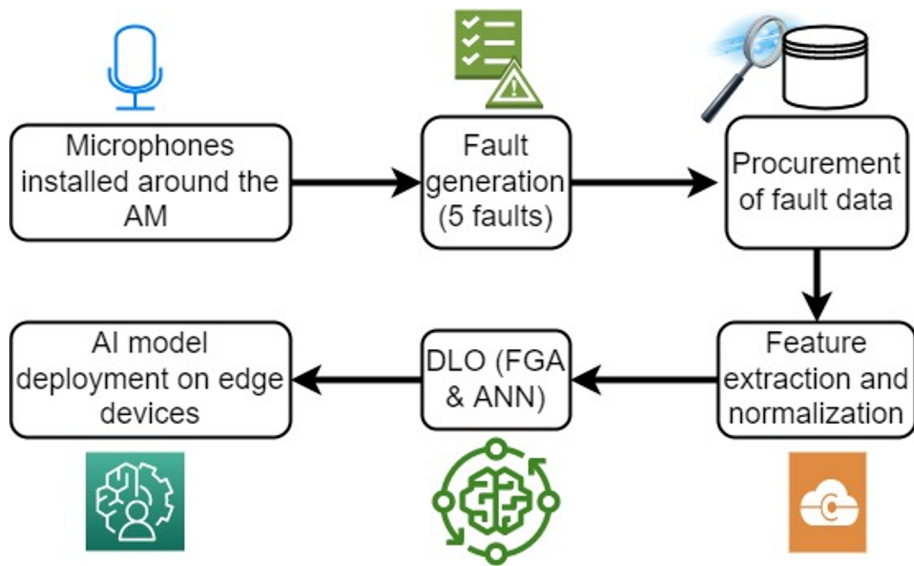 Microphones
installed around the
AM
Fault
generation
(5 faults)
Procurement
of fault data
Feature
extraction and
normalization
DLO (FGA
& ANN)
AI model
deployment on edge
devices